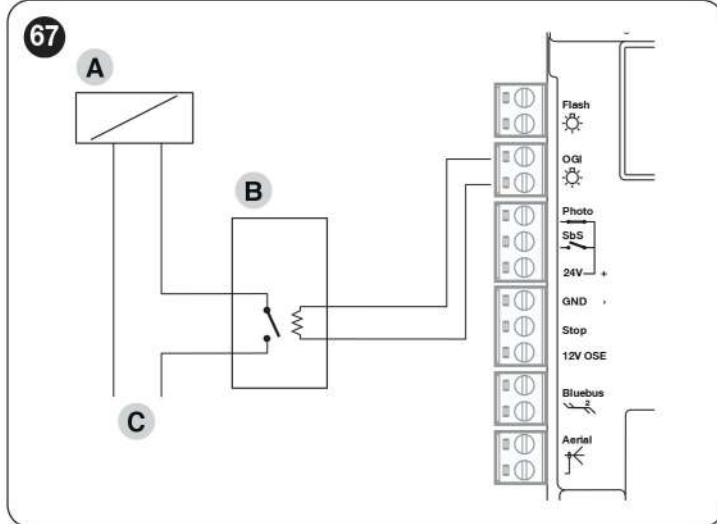 67
A
B
C
Flash
OGI
Photo
SbS
24V +
GND -
Stop
12V OSE
Bluebus
2
Aerial